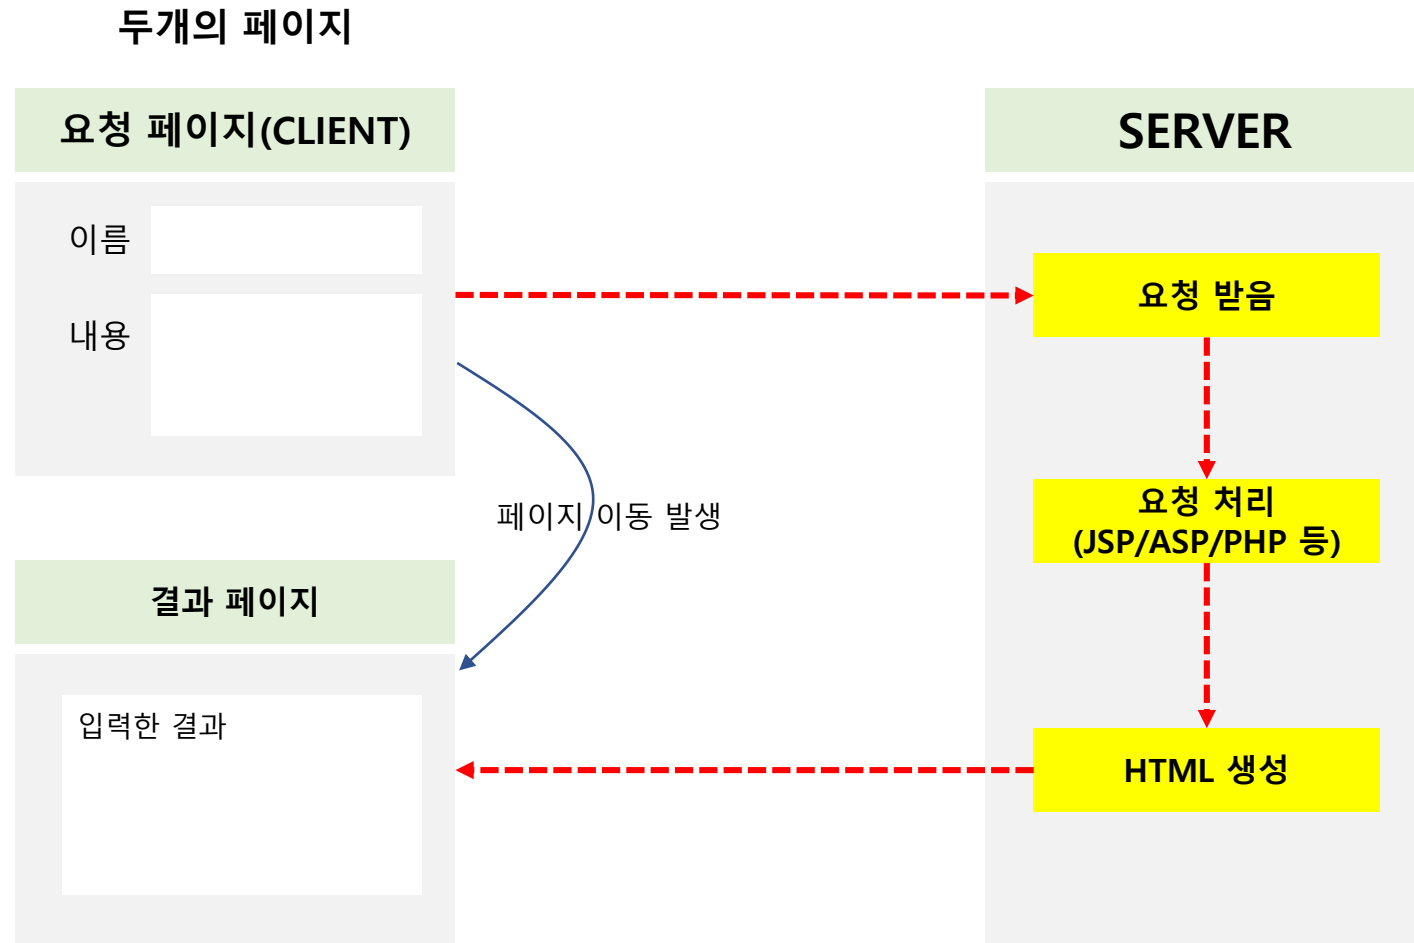 두개의 페이지
요청 페이지(CLIENT)
이름
내용
페이지 이동 발생
결과 페이지
입력한 결과
SERVER
요청 받음
요청 처리
(JSP/ASP/PHP 등)
HTML 생성